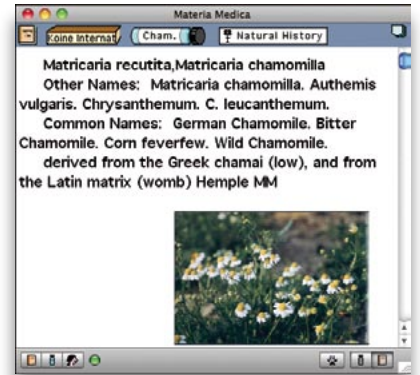 Materia Medica
Koine Internat
Cham.
Natural History
Matricaria recutita,Matricaria chamomilla
Other Names: Matricaria chamomilla. Authemis
vulgaris. Chrysanthemum. C. leucanthemum.
Common Names: German Chamomile. Bitter
Chamomile. Corn feverfew. Wild Chamomile.
derived from the Greek chamai (low), and from
the Latin matrix (womb) Hemple MM